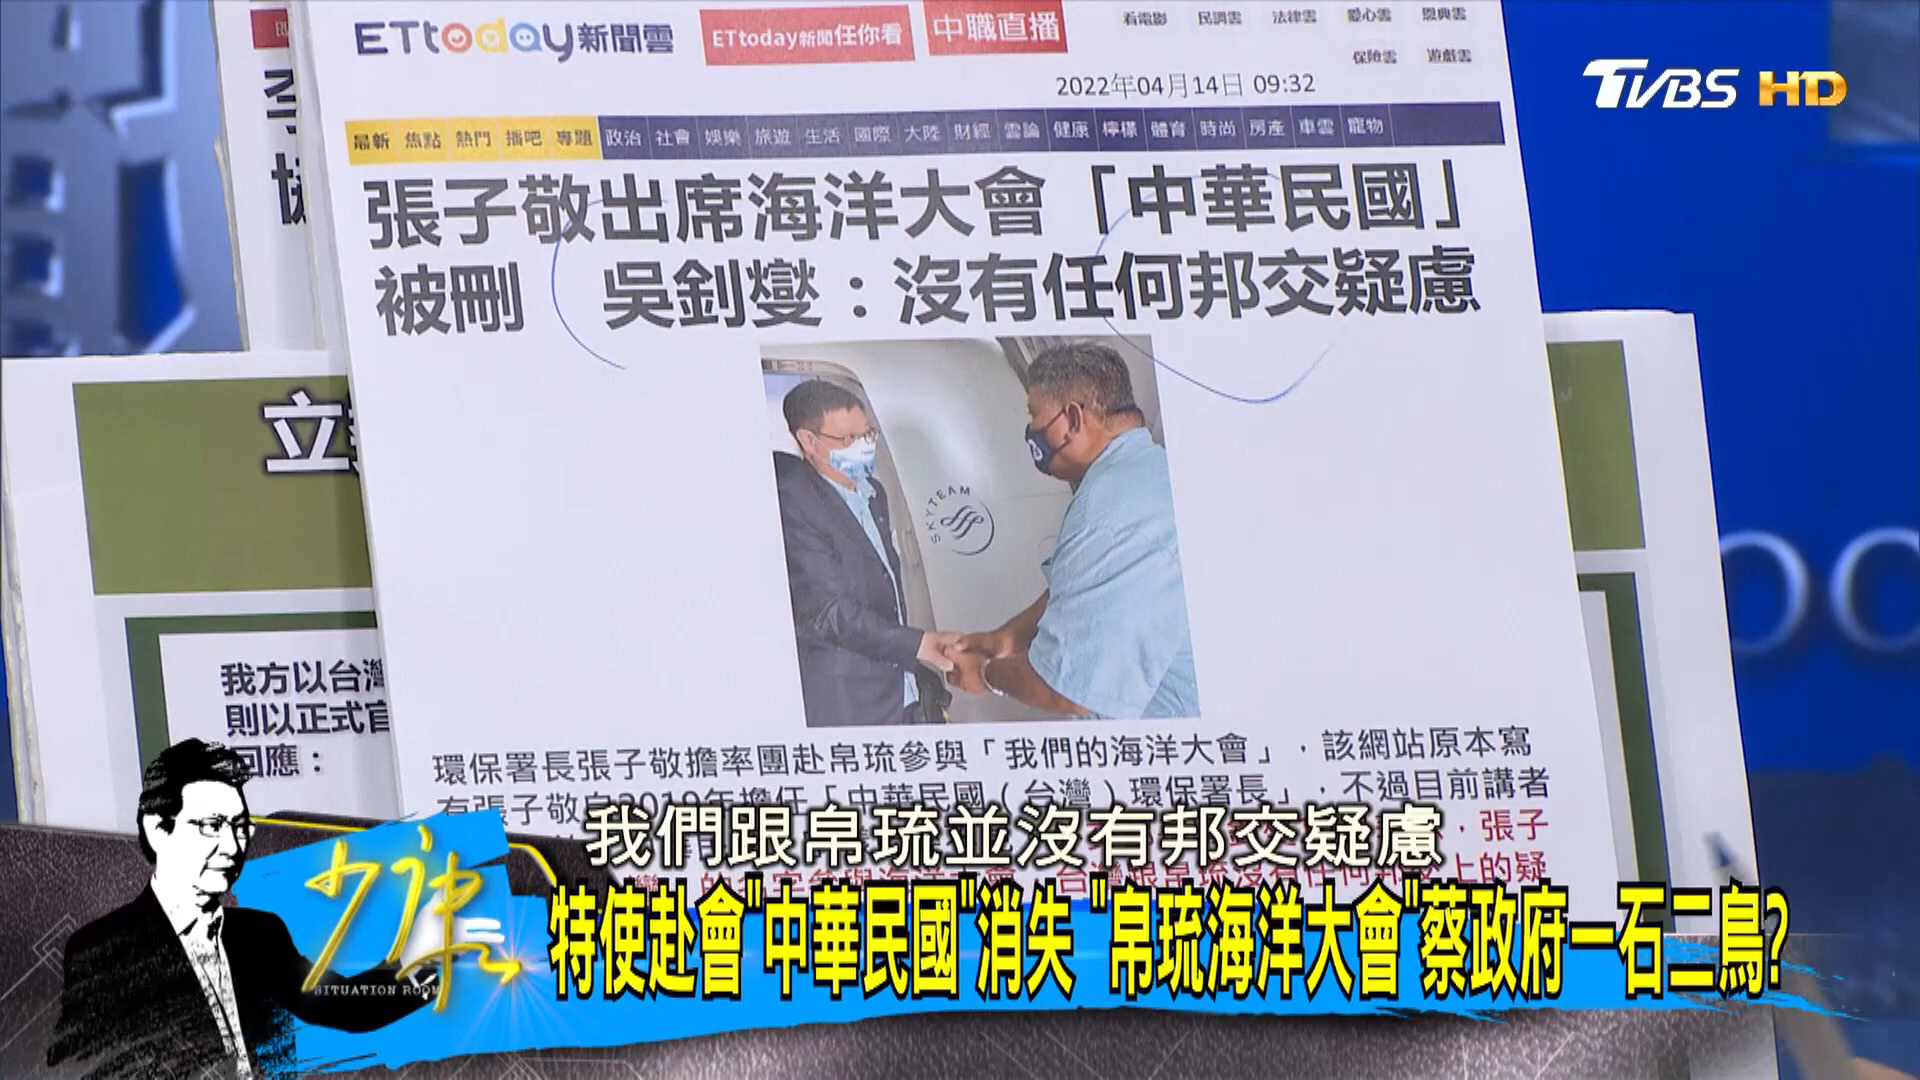 ETtoday新聞雲
ETtoday新聞任你看
中職直播
看電影 民調雲 法律雲 愛心雲 恩典雲
保險雲 遊戲雲
2022年04月14日 09:32
TVBS HD
最新 焦點 熱門 播吧 專題 政治 社會 娛樂 旅遊 生活 國際 大陸 財經 雲論 健康 檸檬 體育 時尚 房產 車雲 寵物
張子敬出席海洋大會「中華民國」
被刪 吳釗燮：沒有任何邦交疑慮
SKYTEAM
立
我方以台灣
則以正式官
回應：
環保署長張子敬擔率團赴帛琉參與「我們的海洋大會」，該網站原本寫
有張子敬自2019年擔任「中華民國（台灣）環保署長」，不過目前講者
，張子
我們跟帛琉並沒有邦交疑慮
特使赴會"中華民國"消失 "帛琉海洋大會"蔡政府一石二鳥?
少康
SITUATION ROOM